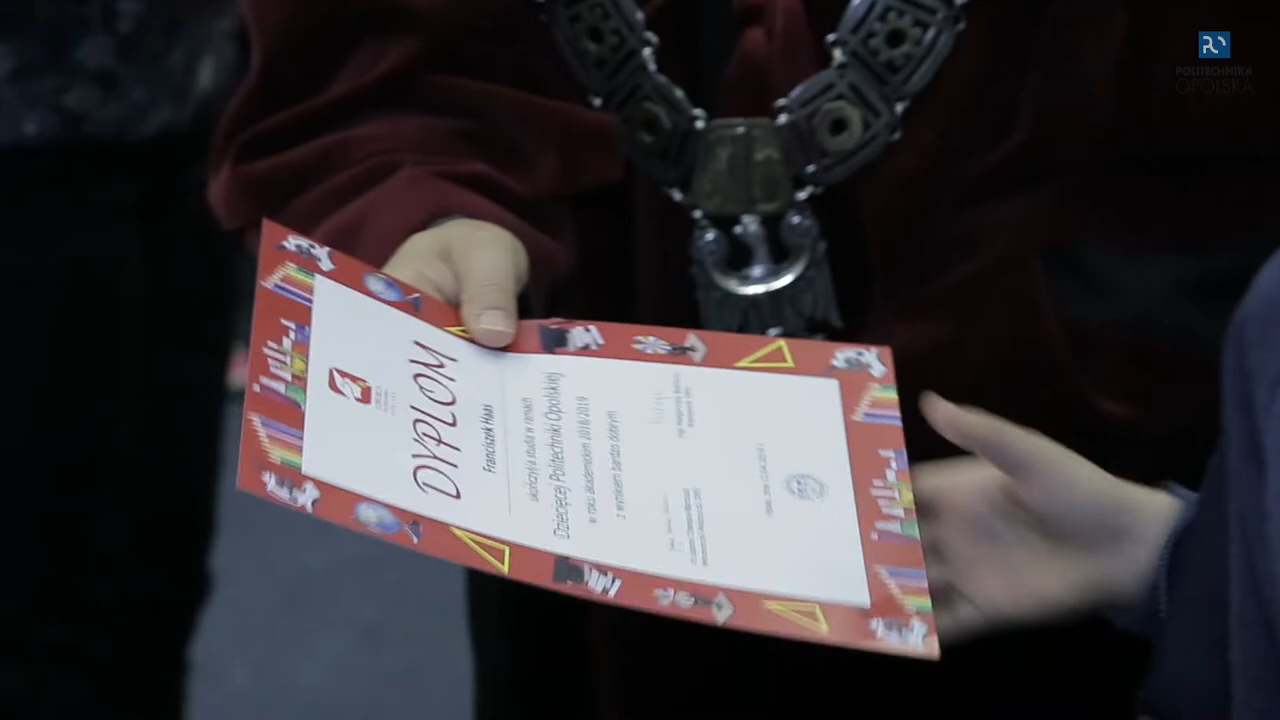 POLITECHNIKA
OPOLSKA
DYPLOM
Franciszek Haas
ukończył/a studia w ramach
Dziecięcej Politechniki Opolskiej
w roku akademickim 2018/2019
z wynikiem bardzo dobrym